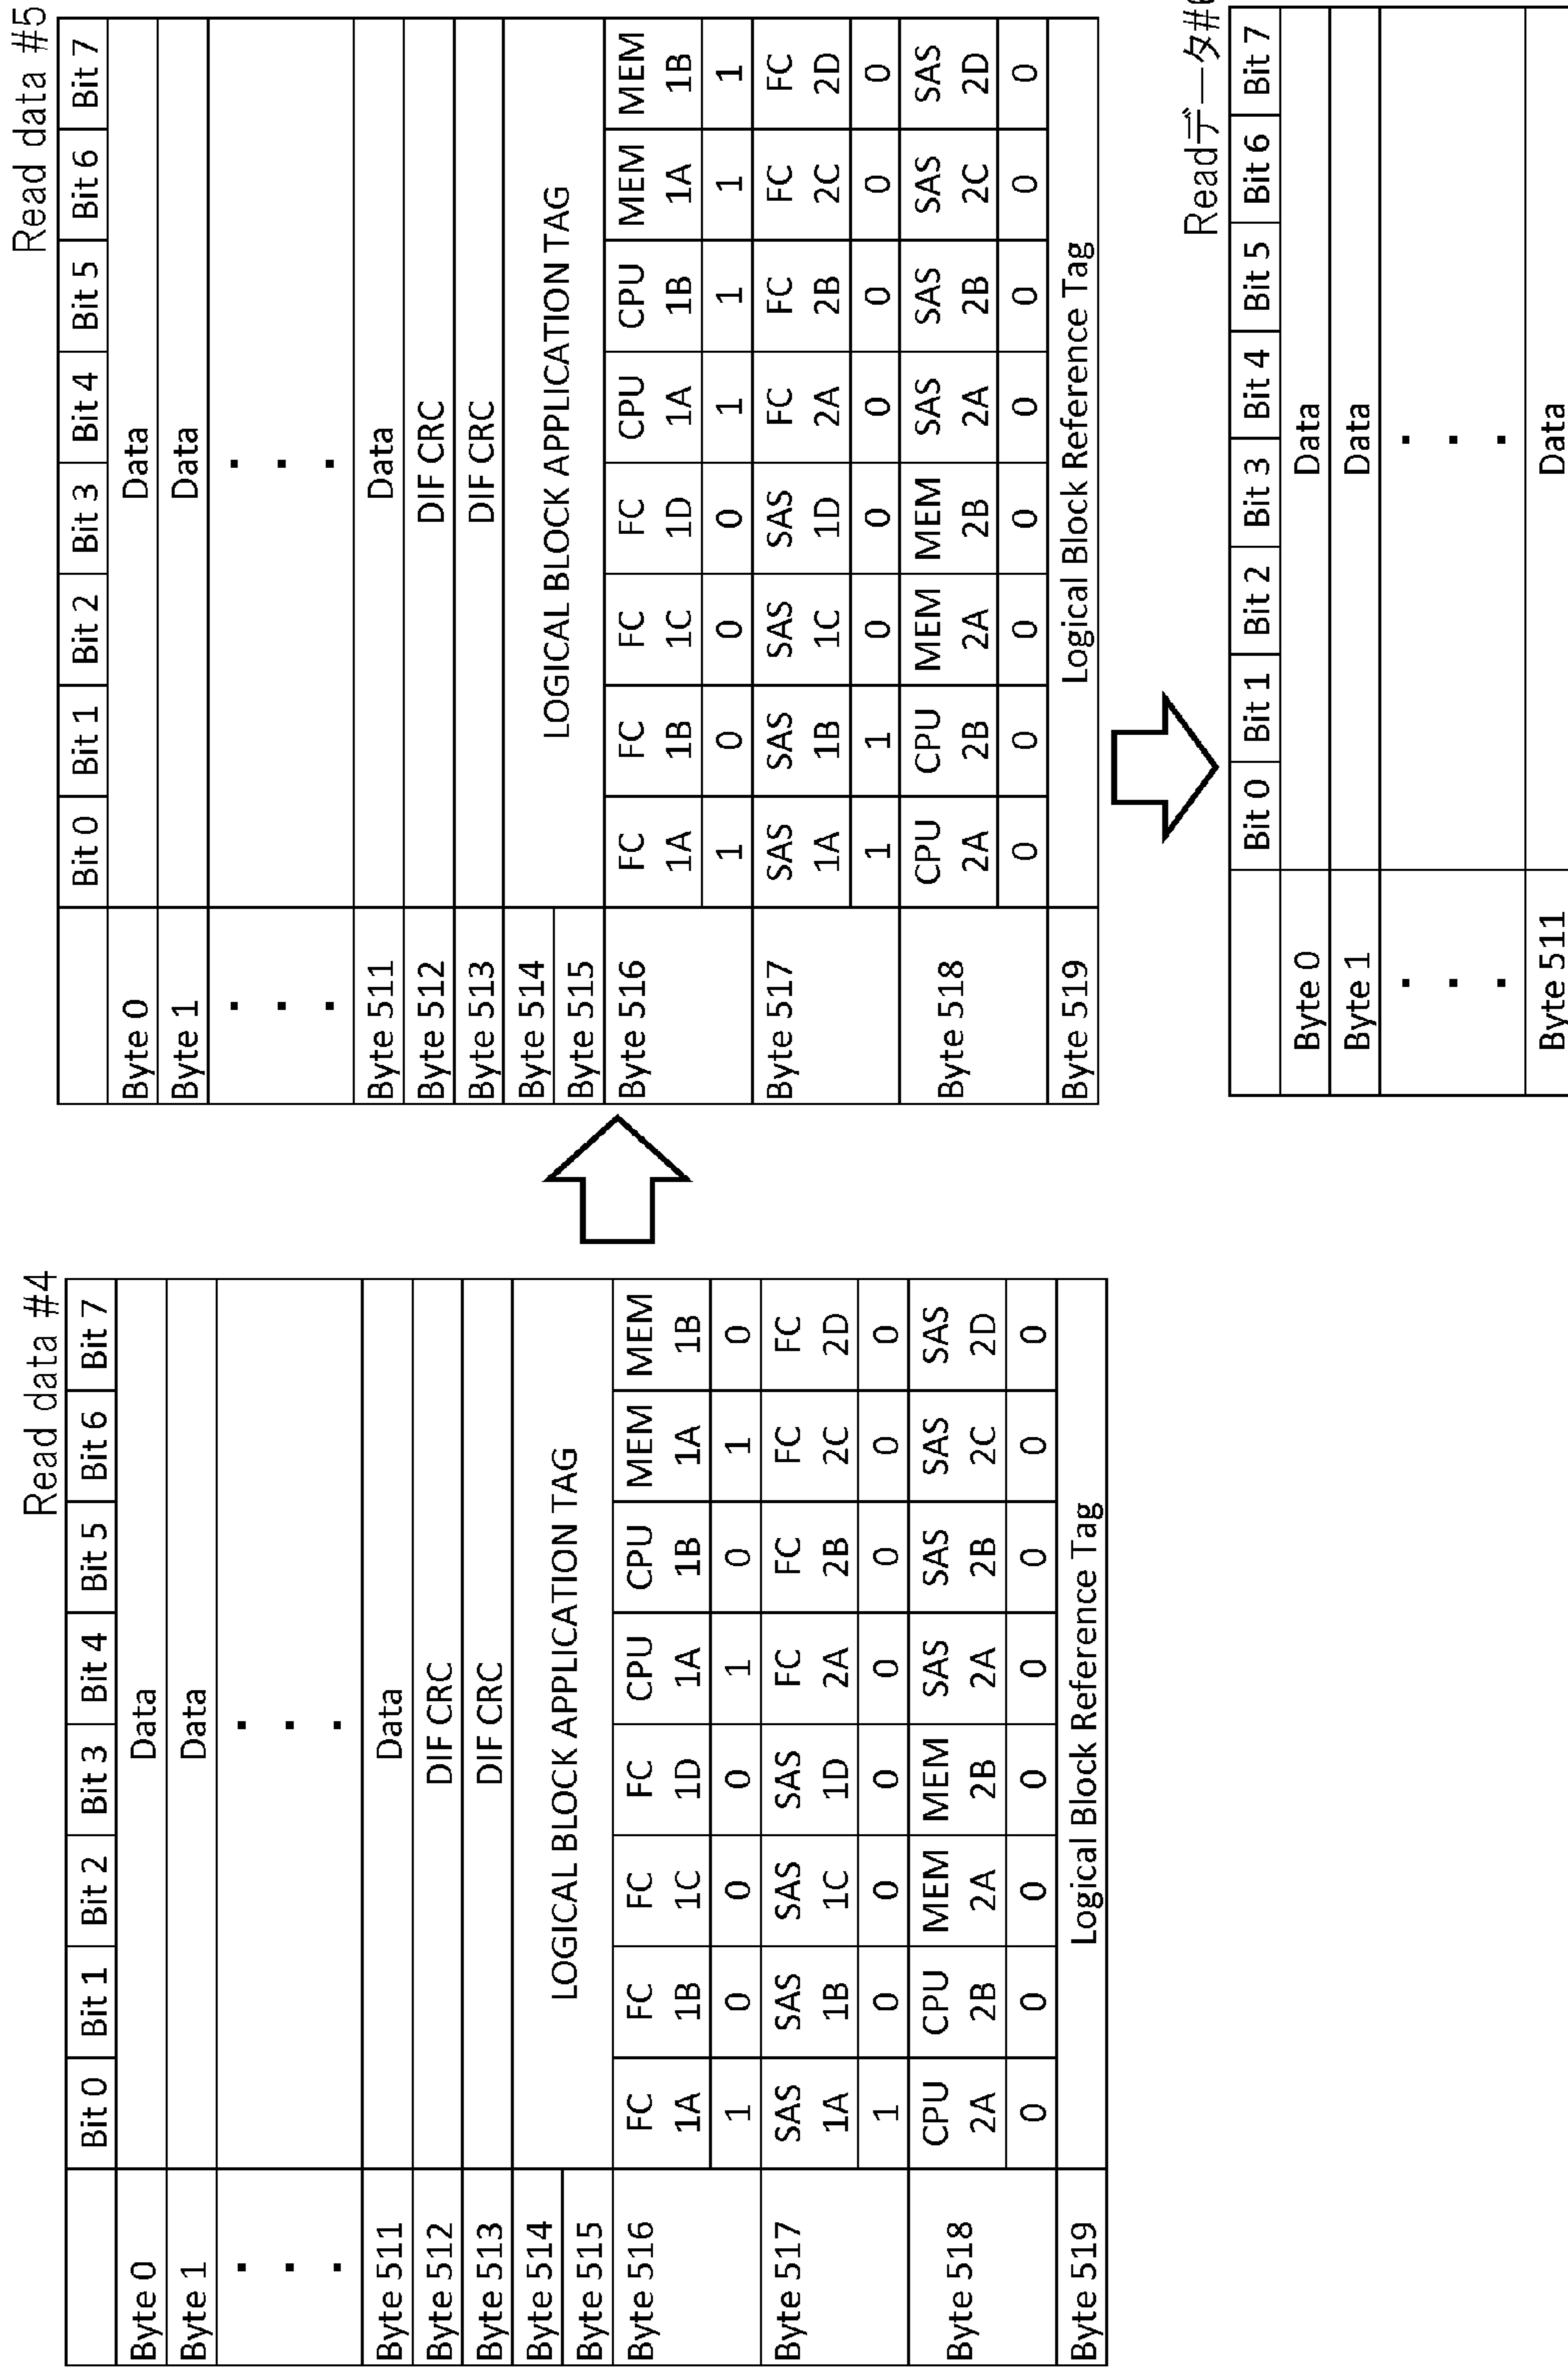 Read data #4
Bit 0 Bit 1 Bit 2 Bit 3 Bit 4 Bit 5 Bit 6 Bit 7
Byte 0 Data
Byte 1 Data
. .
. .
. .
Byte 511 Data
Byte 512 DIF CRC
Byte 513 DIF CRC
Byte 514
LOGICAL BLOCK APPLICATION TAG
Byte 515
Byte 516 FC FC FC FC CPU CPU MEM MEM
1A 1B 1C 1D 1A 1B 1A 1B
1 0 0 0 1 0 1 0
Byte 517 SAS SAS SAS SAS FC FC FC FC
1A 1B 1C 1D 2A 2B 2C 2D
1 0 0 0 0 0 0 0
Byte 518 CPU CPU MEM MEM SAS SAS SAS SAS
2A 2B 2A 2B 2A 2B 2C 2D
0 0 0 0 0 0 0 0
Byte 519 Logical Block Reference Tag
Read data #5
Bit 0 Bit 1 Bit 2 Bit 3 Bit 4 Bit 5 Bit 6 Bit 7
Byte 0 Data
Byte 1 Data
. .
. .
. .
Byte 511 Data
Byte 512 DIF CRC
Byte 513 DIF CRC
Byte 514
LOGICAL BLOCK APPLICATION TAG
Byte 515
Byte 516 FC FC FC FC CPU CPU MEM MEM
1A 1B 1C 1D 1A 1B 1A 1B
1 0 0 0 1 1 1 1
Byte 517 SAS SAS SAS SAS FC FC FC FC
1A 1B 1C 1D 2A 2B 2C 2D
1 1 0 0 0 0 0 0
Byte 518 CPU CPU MEM MEM SAS SAS SAS SAS
2A 2B 2A 2B 2A 2B 2C 2D
0 0 0 0 0 0 0 0
Byte 519 Logical Block Reference Tag
Readデータ#
Bit 0 Bit 1 Bit 2 Bit 3 Bit 4 Bit 5 Bit 6 Bit 7
Byte 0 Data
Byte 1 Data
. .
. .
. .
Byte 511 Data